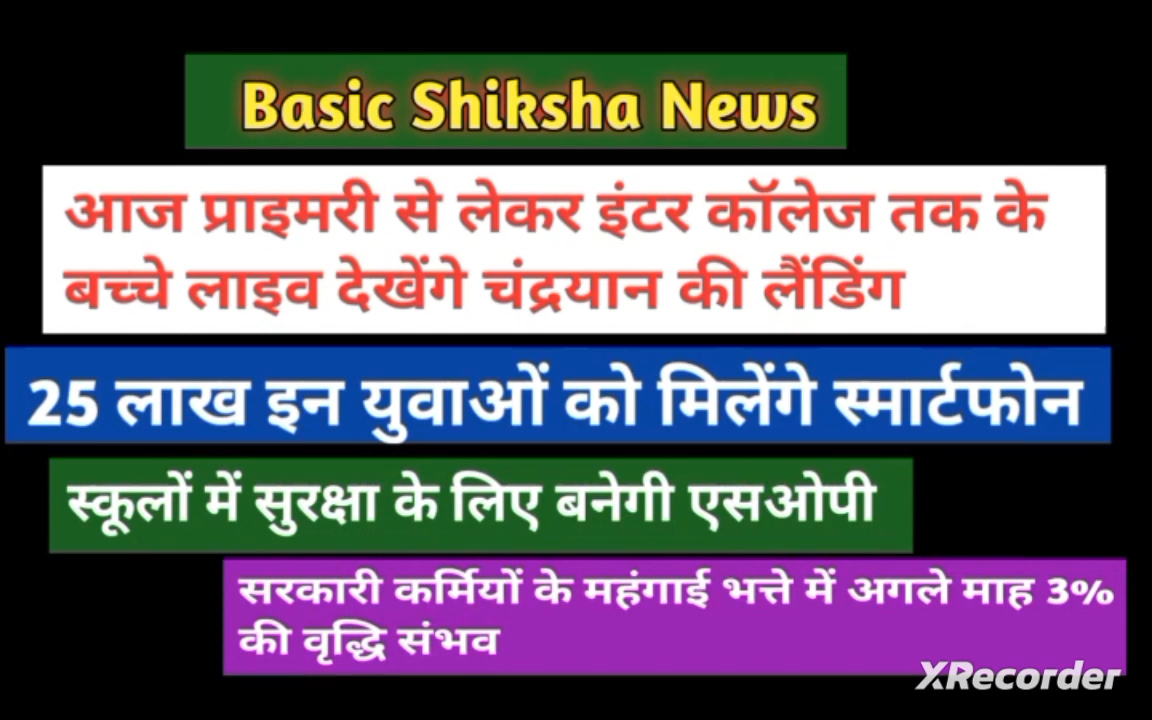 Basic Shiksha News
आज प्राइमरी से लेकर इंटर कॉलेज तक के
बच्चे लाइव देखेंगे चंद्रयान की लैंडिंग
25 लाख इन युवाओं को मिलेंगे स्मार्टफोन
स्कूलों में सुरक्षा के लिए बनेगी एसओपी
सरकारी कर्मियों के महंगाई भत्ते में अगले माह 3%
की वृद्धि संभव
XRecorder